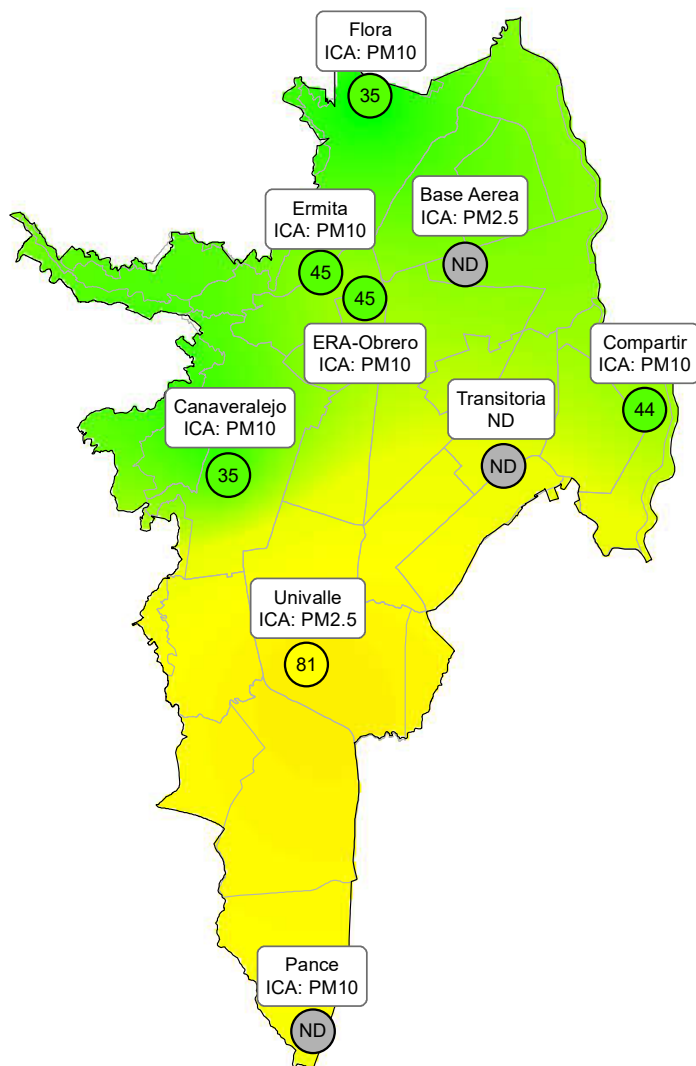 Flora
ICA: PM10
35
Ermita
ICA: PM10
45
Base Aerea
ICA: PM2.5
ND
45
ERA-Obrero
ICA: PM10
Compartir
ICA: PM10
44
Canaveralejo
ICA: PM10
35
Transitoria
ND
ND
Univalle
ICA: PM2.5
81
Pance
ICA: PM10
ND